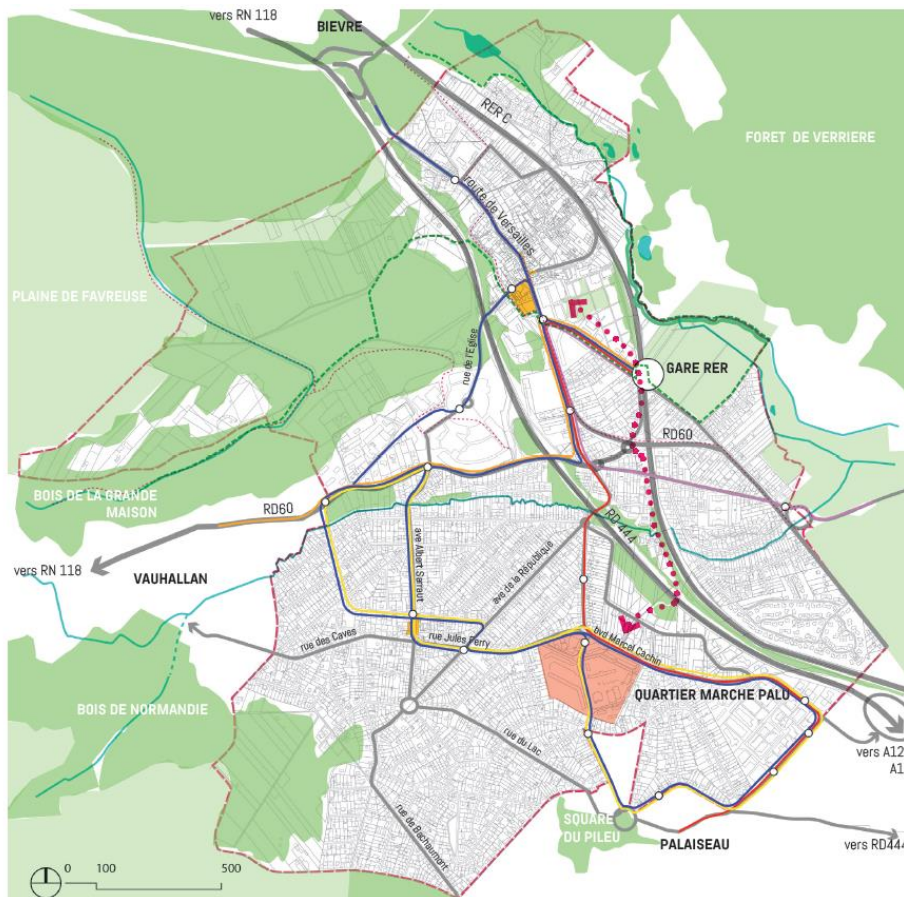 vers RN 118
BIEVRE
RER C
FORET DE VERRIERE
route de Versailles
PLAINE DE FAVREUSE
rue de l'Eglise
GARE RER
RD60
BOIS DE LA GRANDE
MAISON
RD60
RD 444
vers RN 118
VAUHALLAN
ave Albert Sarraut
ave de la République
rue des Caves
rue Jules Ferry
bvd Marcel Cachin
BOIS DE NORMANDIE
QUARTIER MARCHE PALU
rue du Lac
vers A12
A1
rue de Bachaumont
SQUARE
DU PILEU
PALAISEAU
vers RD444
0 100 500